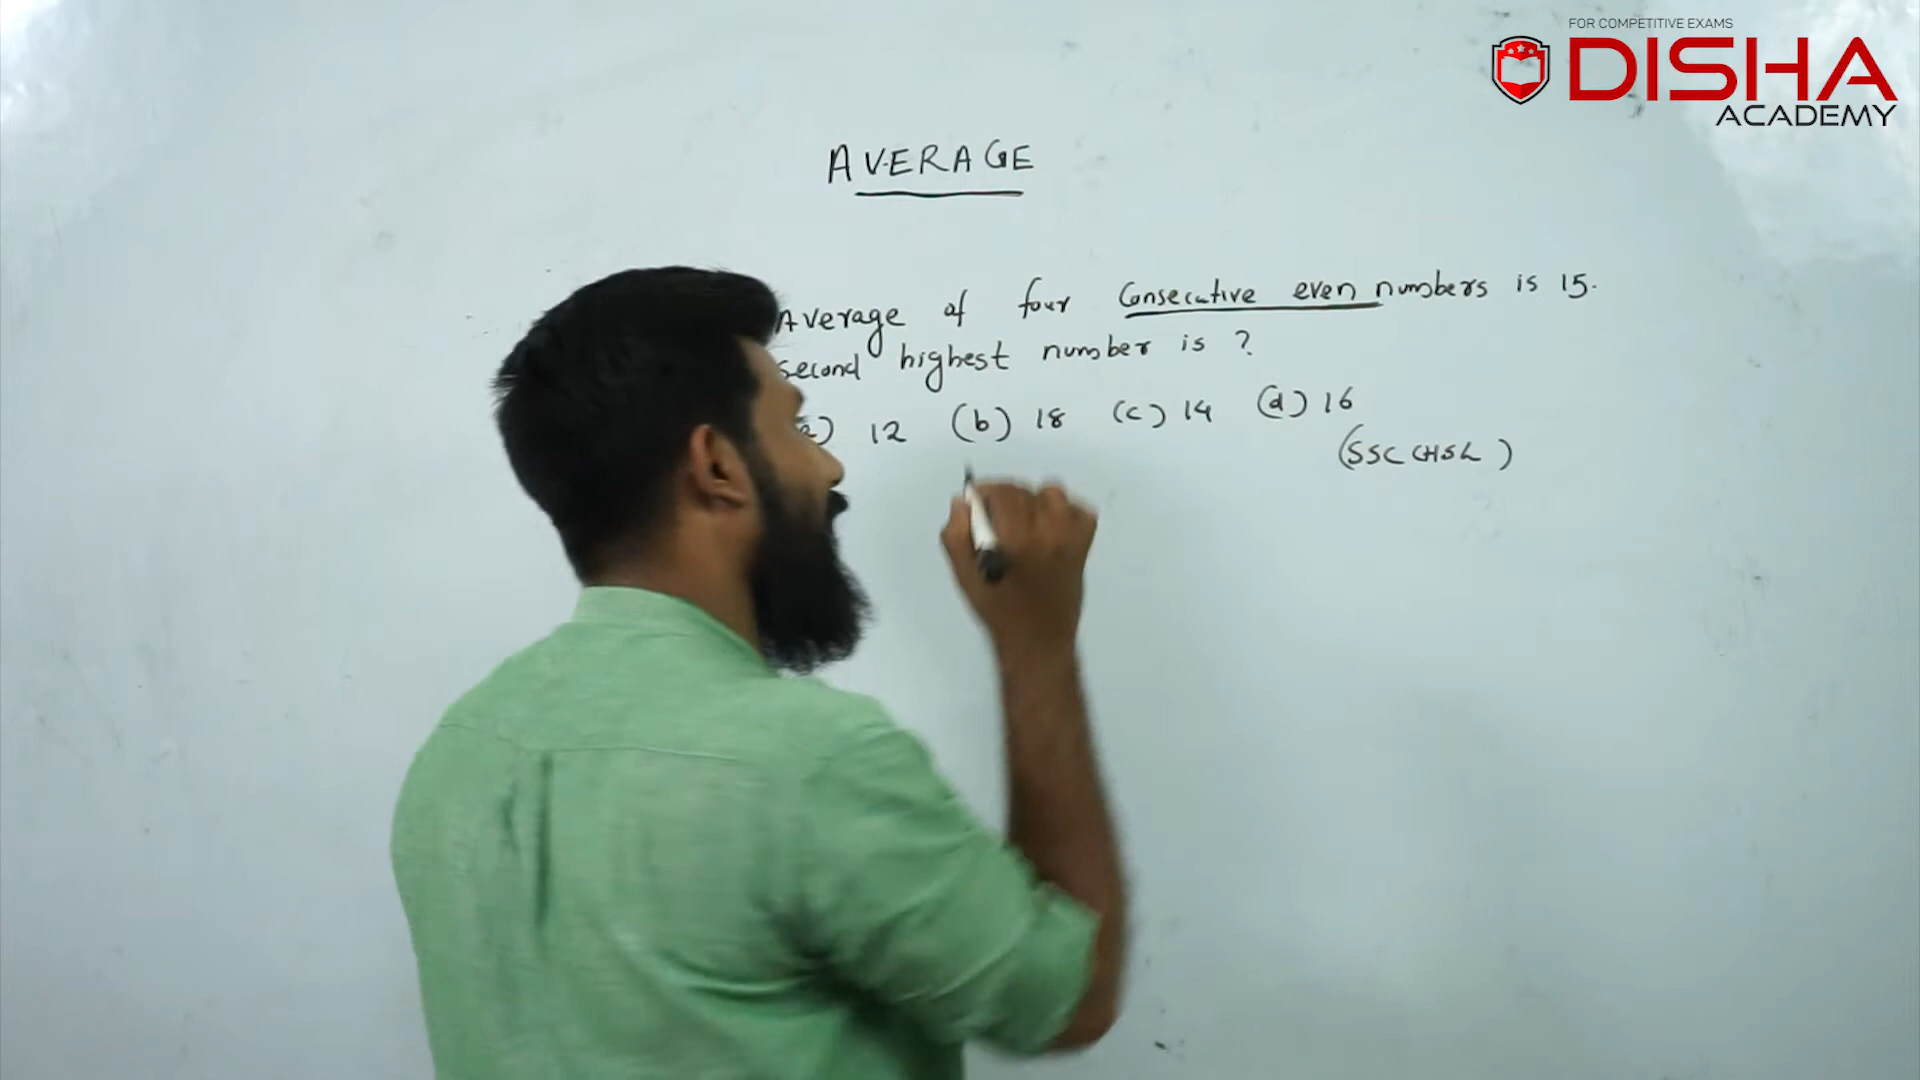 FOR COMPETITIVE EXAMS
DISHA
ACADEMY
AVERAGE
Average of four Consecutive even numbers is 15.
second highest number is ?
12 (b) 18 (c) 14 (d) 16
(SSC CHSL)